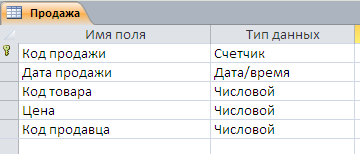 Продажа
Имя поля Тип данных
Код продажи Счетчик
Дата продажи Дата/время
Код товара Числовой
Цена Числовой
Код продавца Числовой